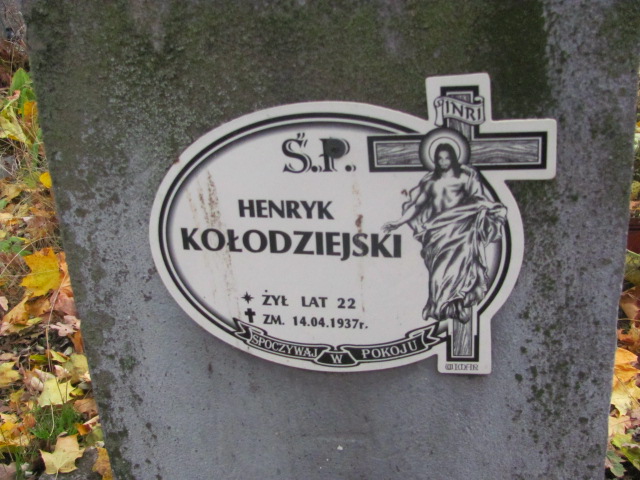 INRI
Ś.P.
HENRYK
KOŁODZIEJSKI
ŻYŁ LAT 22
ZM. 14.04.1937r.
SPOCZYWAJ W POKOJU